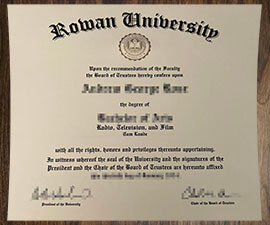 Rowan University
Upon the recommendation of the Faculty
the Board of Trustees hereby confers upon
the degree of
Bachelor of Arts
Radio, Television, and Film
Cum Laude
with all the rights, honors and privileges thereunto appertaining.
In witness whereof the seal of the University and the signatures of the
President and the Chair of the Board of Trustees are hereunto affixed
President of the University
Chair of the Board of Trustees